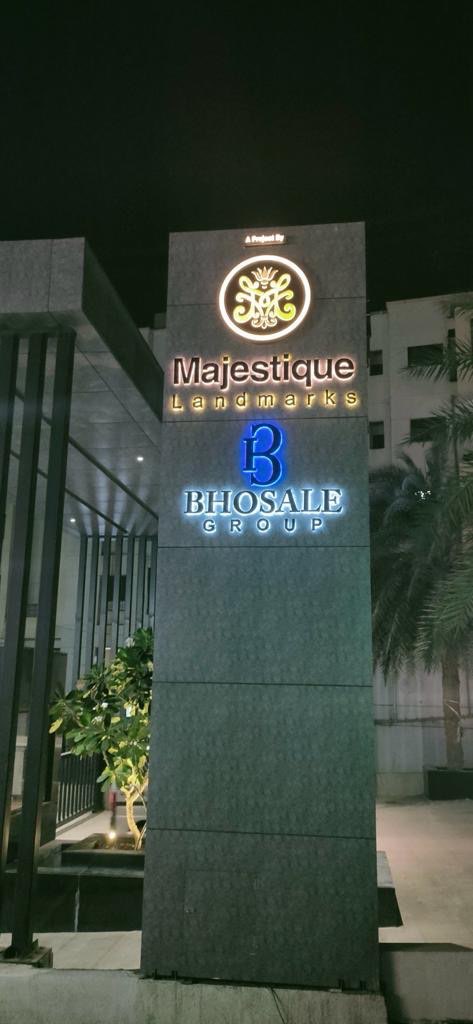 A Project By
Majestique
Landmarks
B
BHOSALE
GROUP